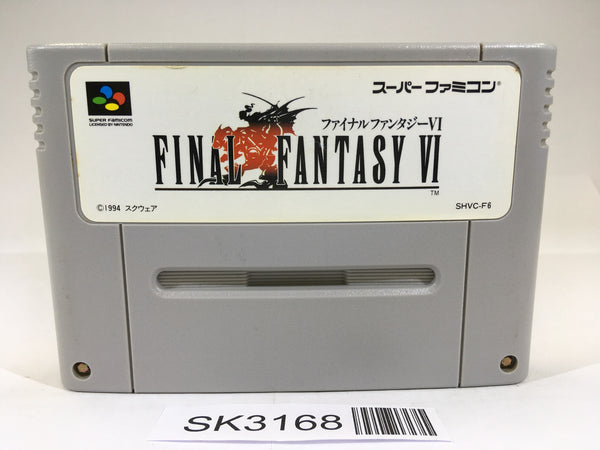 スーパーファミコン®
SUPER FAMICOM
LICENSED BY NINTENDO
ファイナルファンタジーVI
FINAL FANTASY VI
TM
©1994 スクウェア
SHVC-F6
SK3168